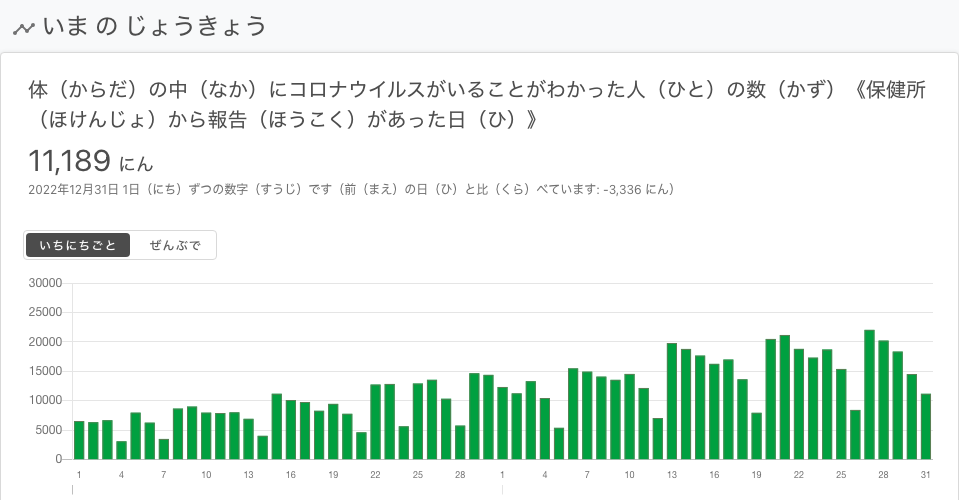 いま の じょうきょう
体（からだ）の中（なか）にコロナウイルスがいることがわかった人（ひと）の数（かず）《保健所
（ほけんじょ）から報告（ほうこく）があった日（ひ）》
11,189 にん
2022年12月31日 1日（にち）ずつの数字（すうじ）です（前（まえ）の日（ひ）と比（くら）べています: -3,336 にん）
いちにちごと ぜんぶで
30000
25000
20000
15000
10000
5000
0
1 4 7 10 13 16 19 22 25 28 1 4 7 10 13 16 19 22 25 28 31